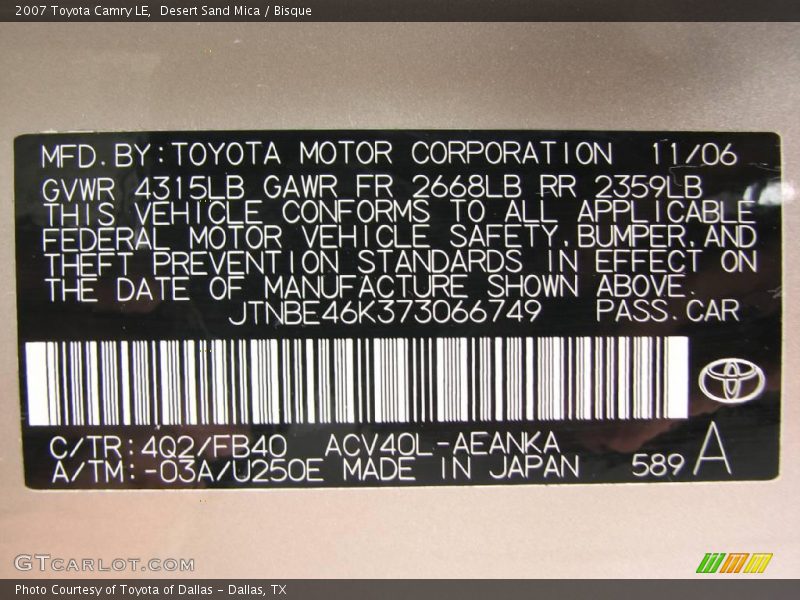 2007 Toyota Camry LE,  Desert Sand Mica / Bisque
MFD.BY:TOYOTA MOTOR CORPORATION 11/06
GVWR 4315LB GAWR FR 2668LB RR 2359LB
THIS VEHICLE CONFORMS TO ALL APPLICABLE
FEDERAL MOTOR VEHICLE SAFETY,BUMPER,AND
THEFT PREVENTION STANDARDS IN EFFECT ON
THE DATE OF MANUFACTURE SHOWN ABOVE.
JTNBE46K373066749 PASS.CAR
C/TR:4Q2/FB40 ACV40L-AEANKA
A/TM:-03A/U250E MADE IN JAPAN 589 A
GTCARLOT.COM
Photo Courtesy of Toyota of Dallas - Dallas, TX